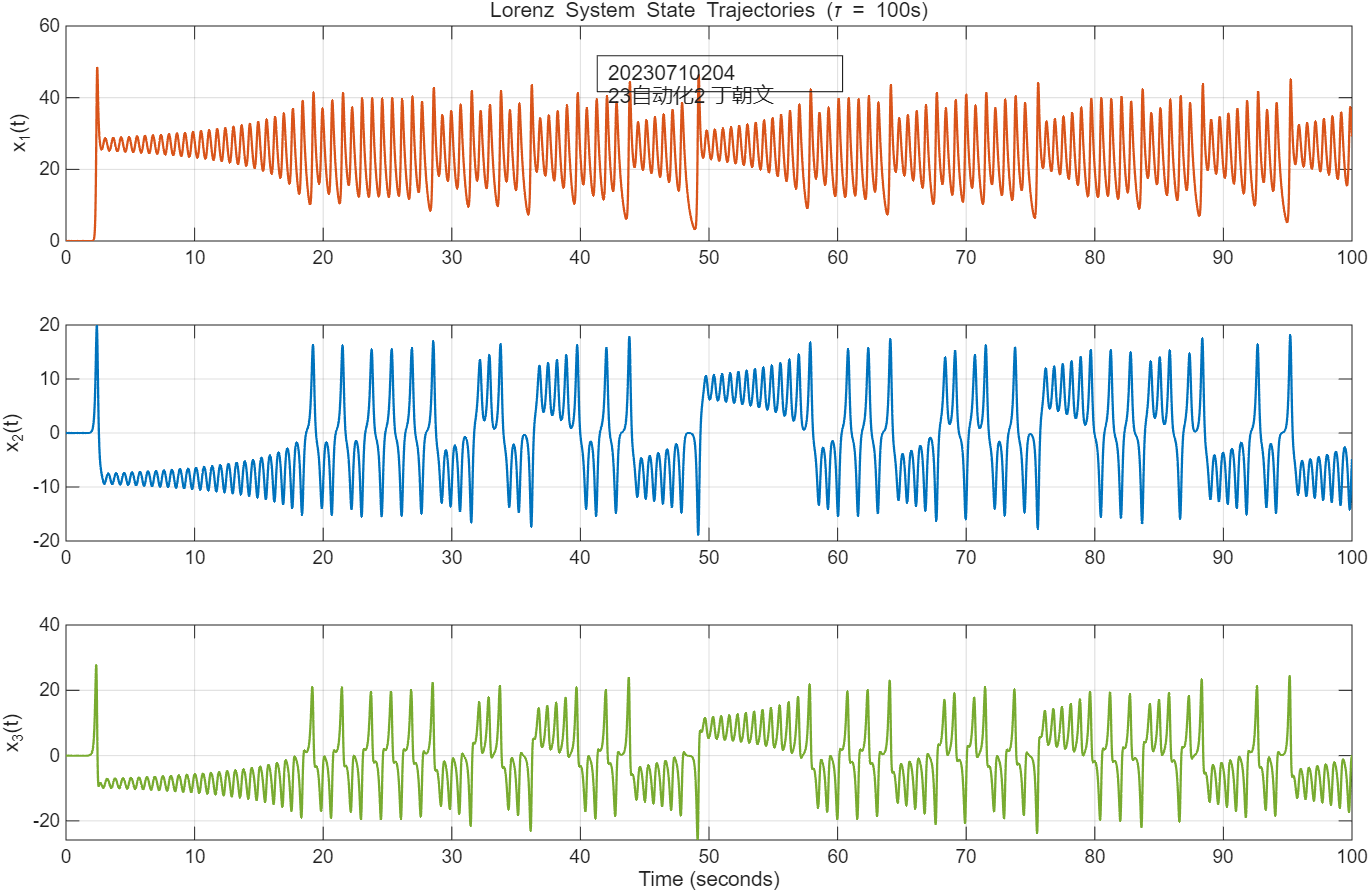 Lorenz System State Trajectories (τ = 100s)
60
40
20
0
x₁(t)
20230710204
23自动化2 丁朝文
0 10 20 30 40 50 60 70 80 90 100
20
10
0
-10
-20
x₂(t)
0 10 20 30 40 50 60 70 80 90 100
40
20
0
-20
x₃(t)
0 10 20 30 40 50 60 70 80 90 100
Time (seconds)